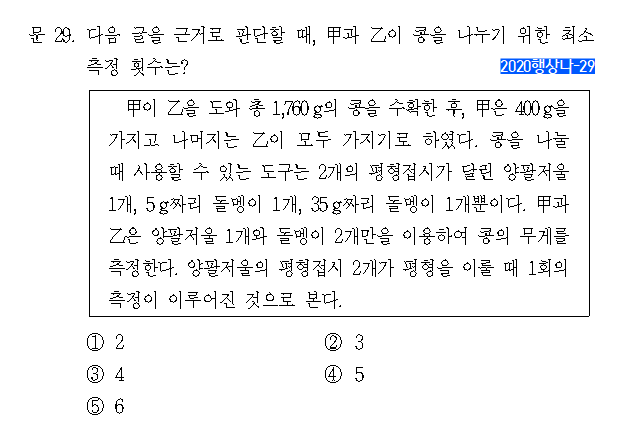 문 29. 다음 글을 근거로 판단할 때, 甲과 乙이 콩을 나누기 위한 최소
측정 횟수는?
2020행상나-29
甲이 乙을 도와 총 1,760 g의 콩을 수확한 후, 甲은 400 g을
가지고 나머지는 乙이 모두 가지기로 하였다. 콩을 나눌
때 사용할 수 있는 도구는 2개의 평형접시가 달린 양팔저울
1개, 5 g짜리 돌멩이 1개, 35 g짜리 돌멩이 1개뿐이다. 甲과
乙은 양팔저울 1개와 돌멩이 2개만을 이용하여 콩의 무게를
측정한다. 양팔저울의 평형접시 2개가 평형을 이룰 때 1회의
측정이 이루어진 것으로 본다.
① 2
② 3
③ 4
④ 5
⑤ 6